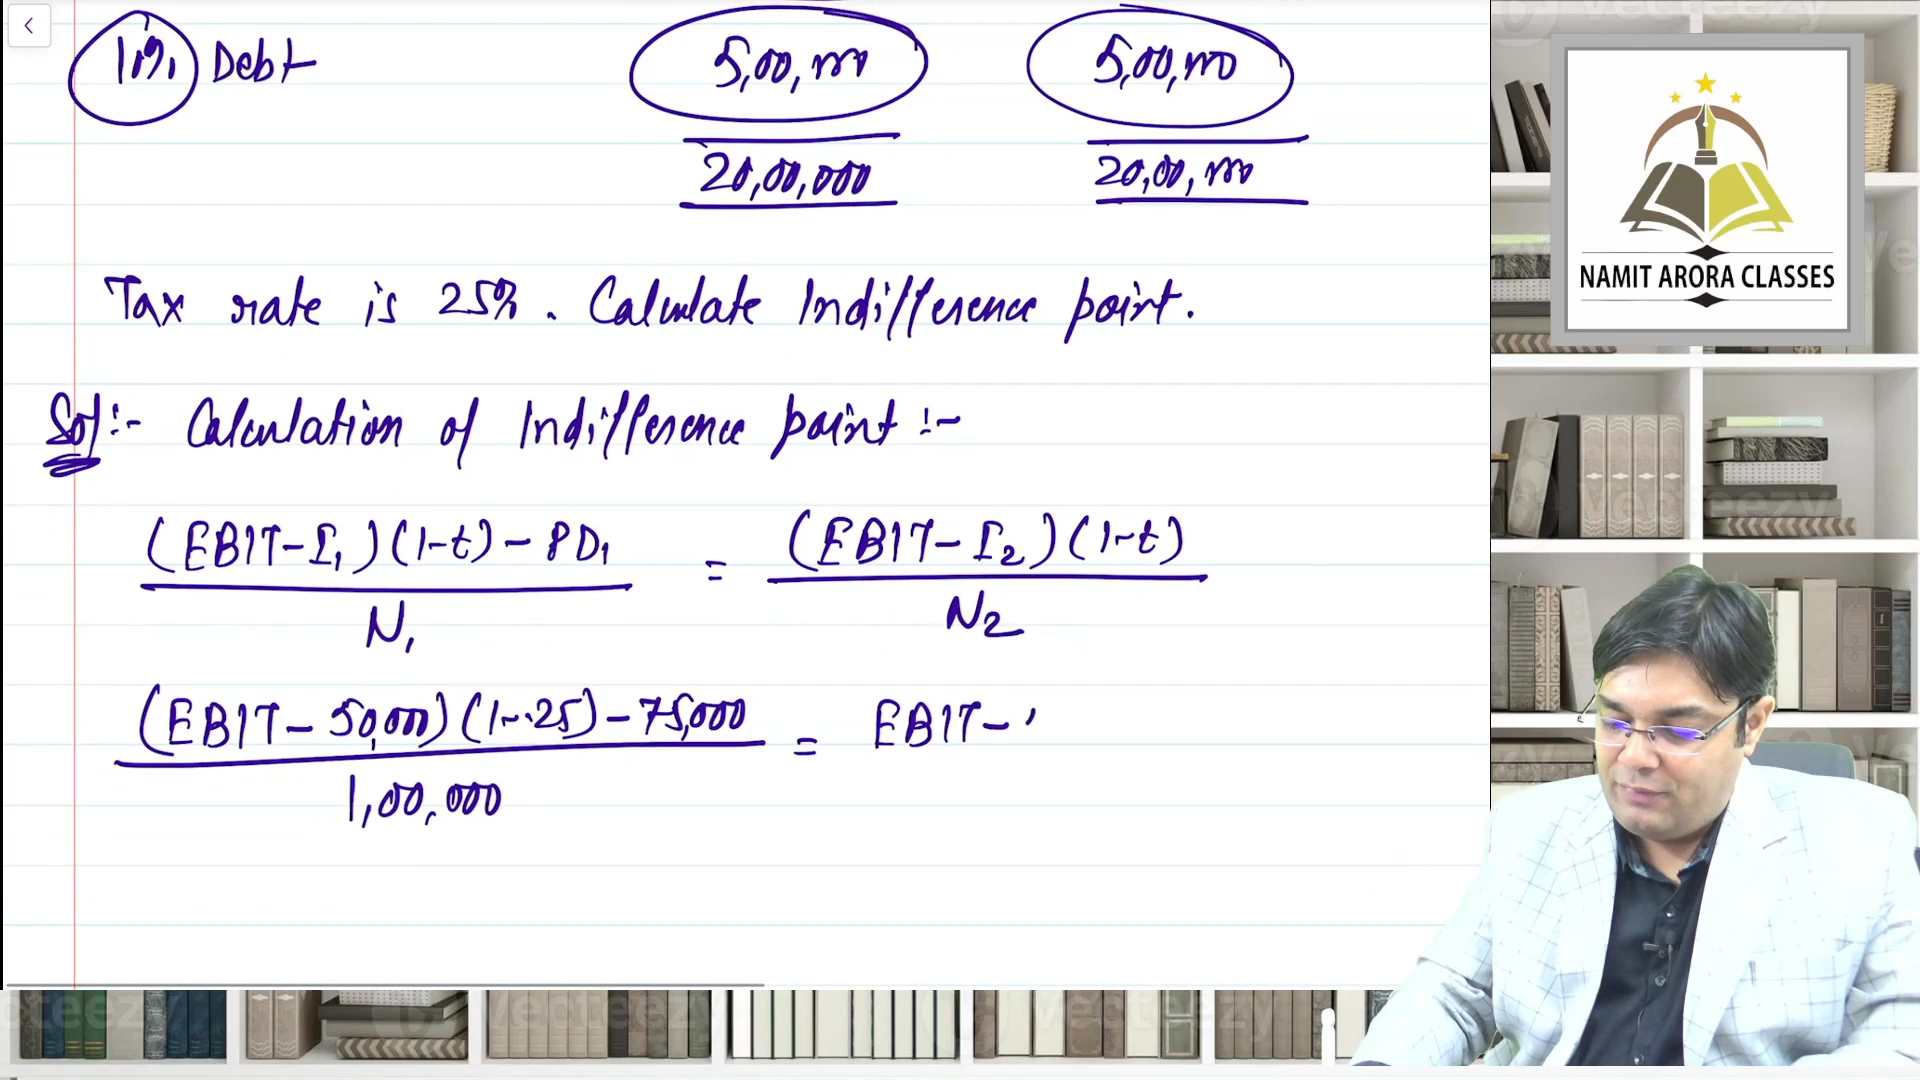 <
10% Debt 5,00,000 5,00,000
20,00,000 20,00,000
Tax rate is 25%. Calculate Indifference point.
Sol:- Calculation of Indifference point :-
(EBIT-I1)(1-t)-PD1 / N1 = (EBIT-I2)(1-t) / N2
(EBIT-50,000)(1-.25)-75,000 / 1,00,000 = EBIT-
NAMIT ARORA CLASSES
vecteezy